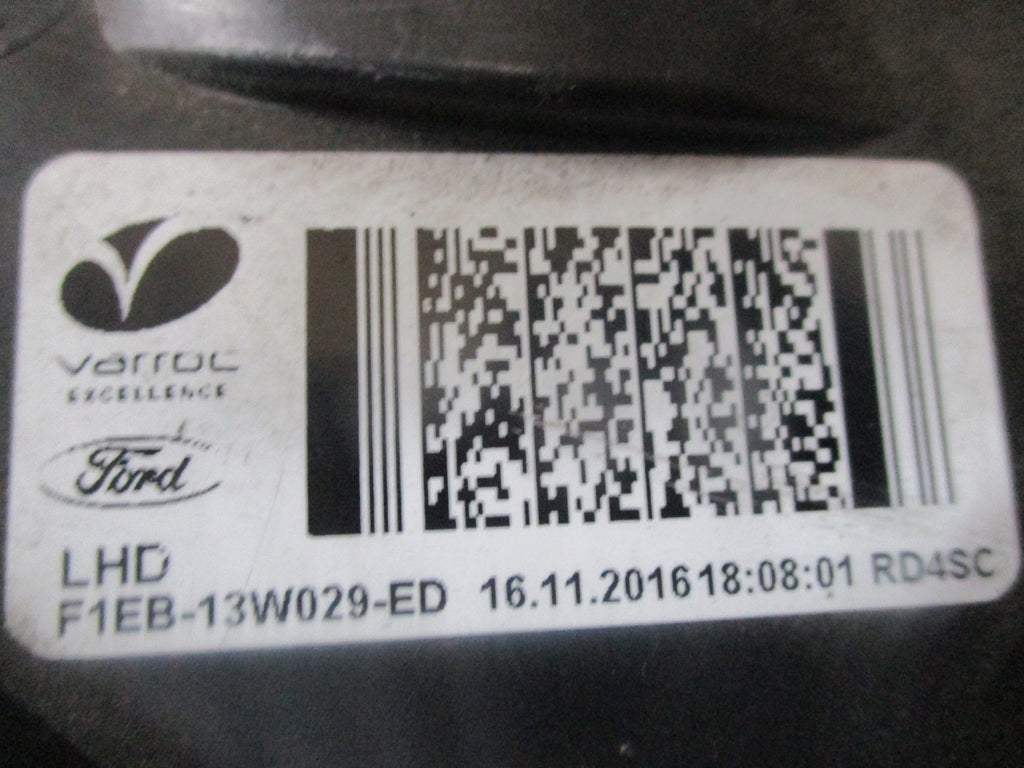 varroc
EXCELLENCE
Ford
LHD
F1EB-13W029-ED 16.11.2016 18:08:01 RD4SC